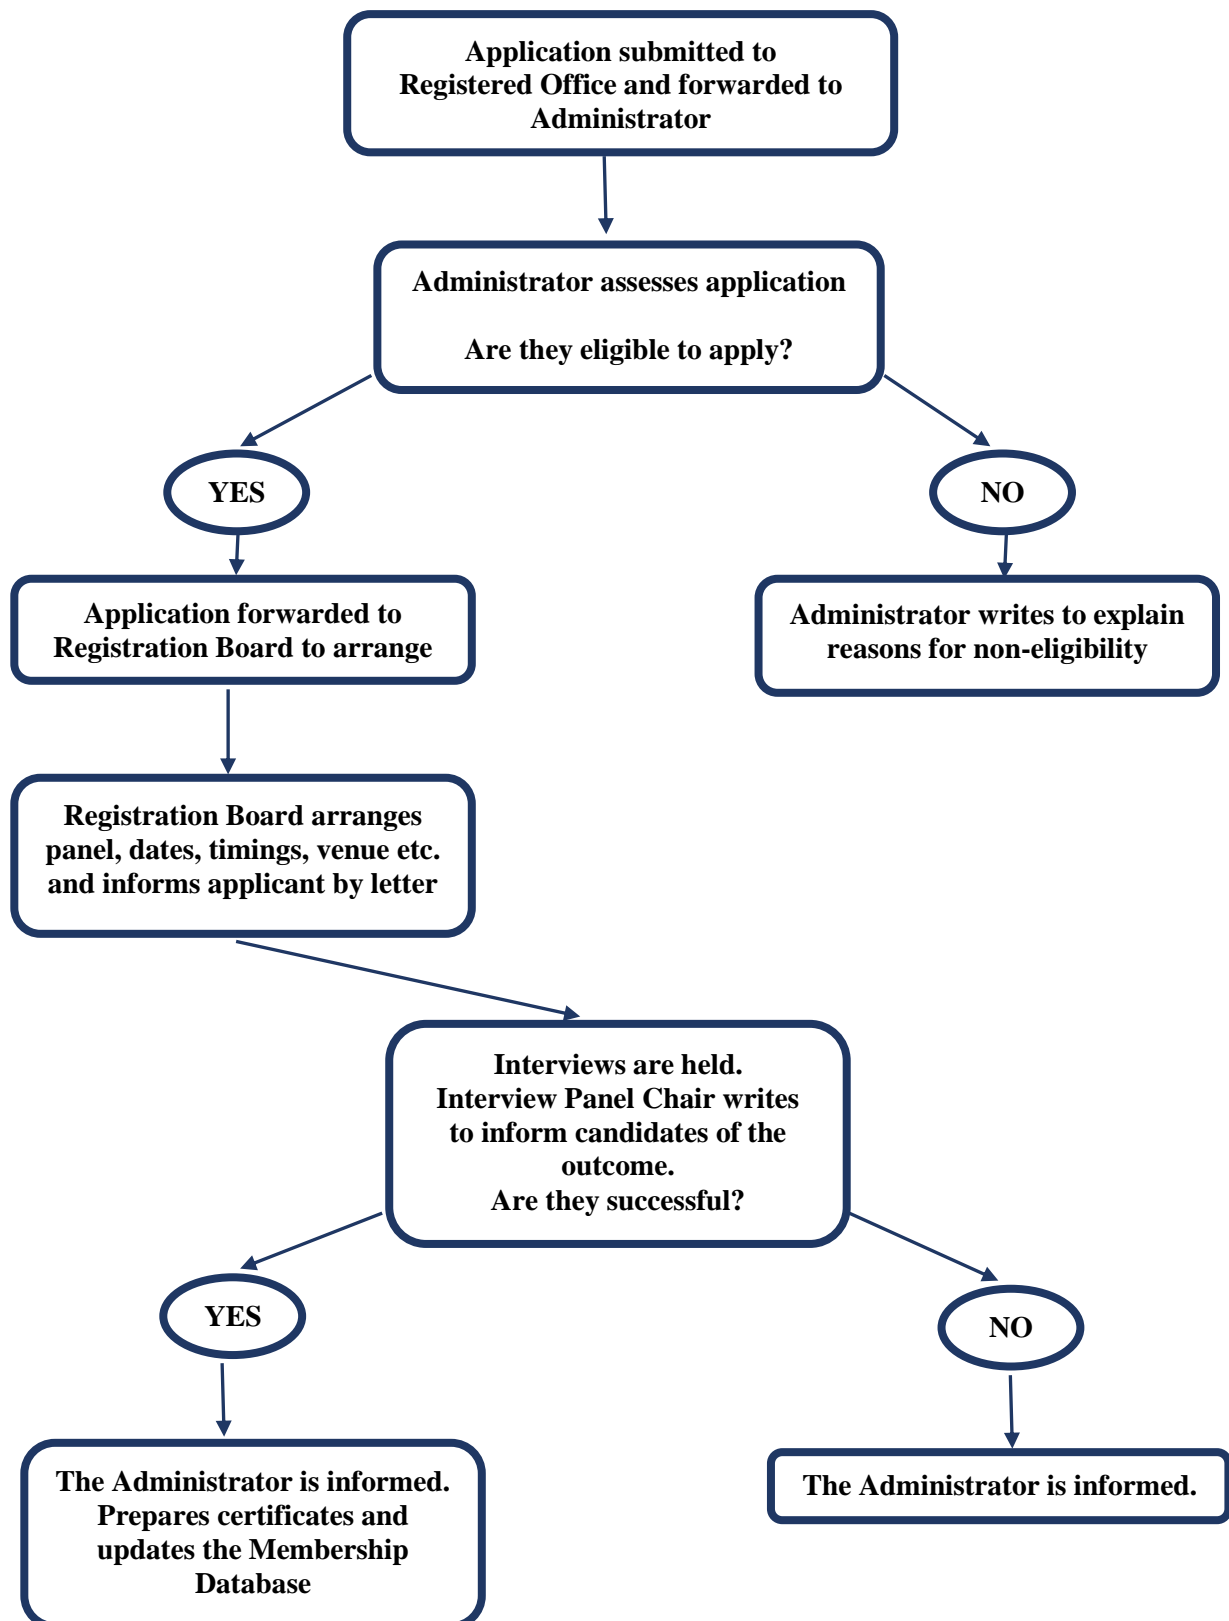 Application submitted to
Registered Office and forwarded to
Administrator
Administrator assesses application
Are they eligible to apply?
YES
NO
Application forwarded to
Registration Board to arrange
Administrator writes to explain
reasons for non-eligibility
Registration Board arranges
panel, dates, timings, venue etc.
and informs applicant by letter
Interviews are held.
Interview Panel Chair writes
to inform candidates of the
outcome.
Are they successful?
YES
NO
The Administrator is informed.
Prepares certificates and
updates the Membership
Database
The Administrator is informed.